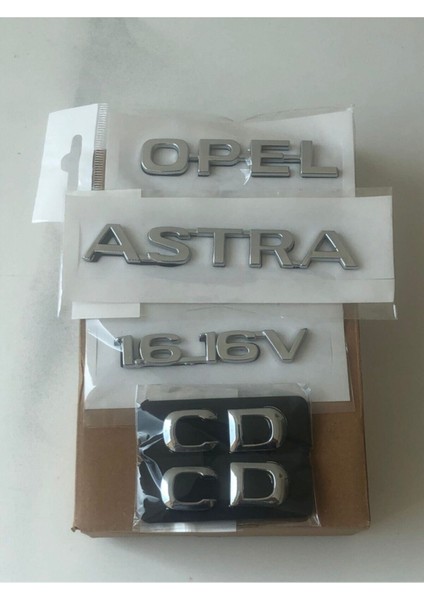 OPEL
ASTRA
1.6 16V
CD
CD